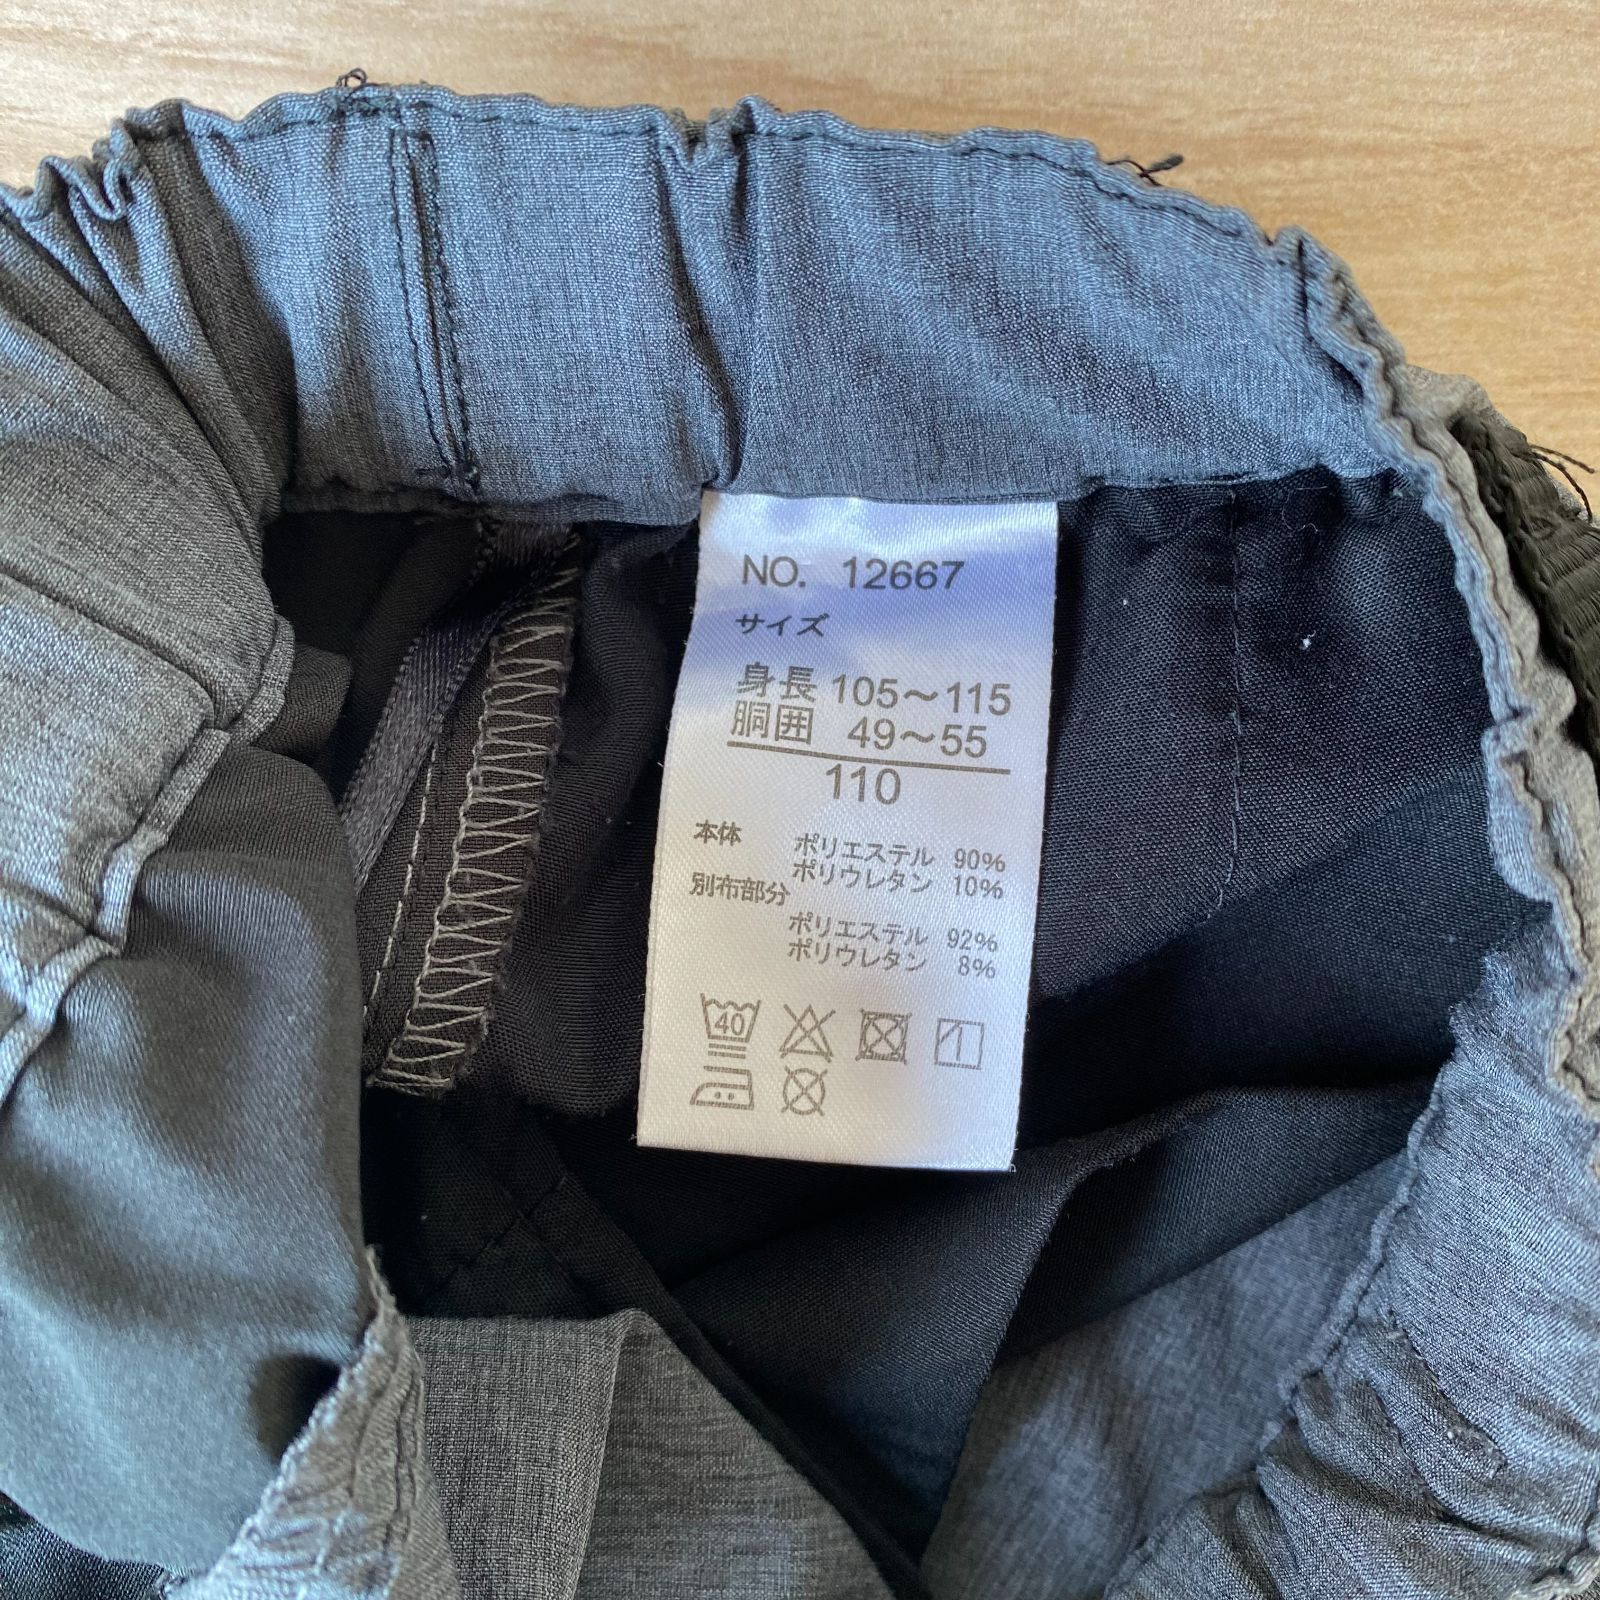 NO. 12667
サイズ
身長 105～115
胴囲 49～55
110
本体 ポリエステル 90%
ポリウレタン 10%
別布部分
ポリエステル 92%
ポリウレタン 8%
40